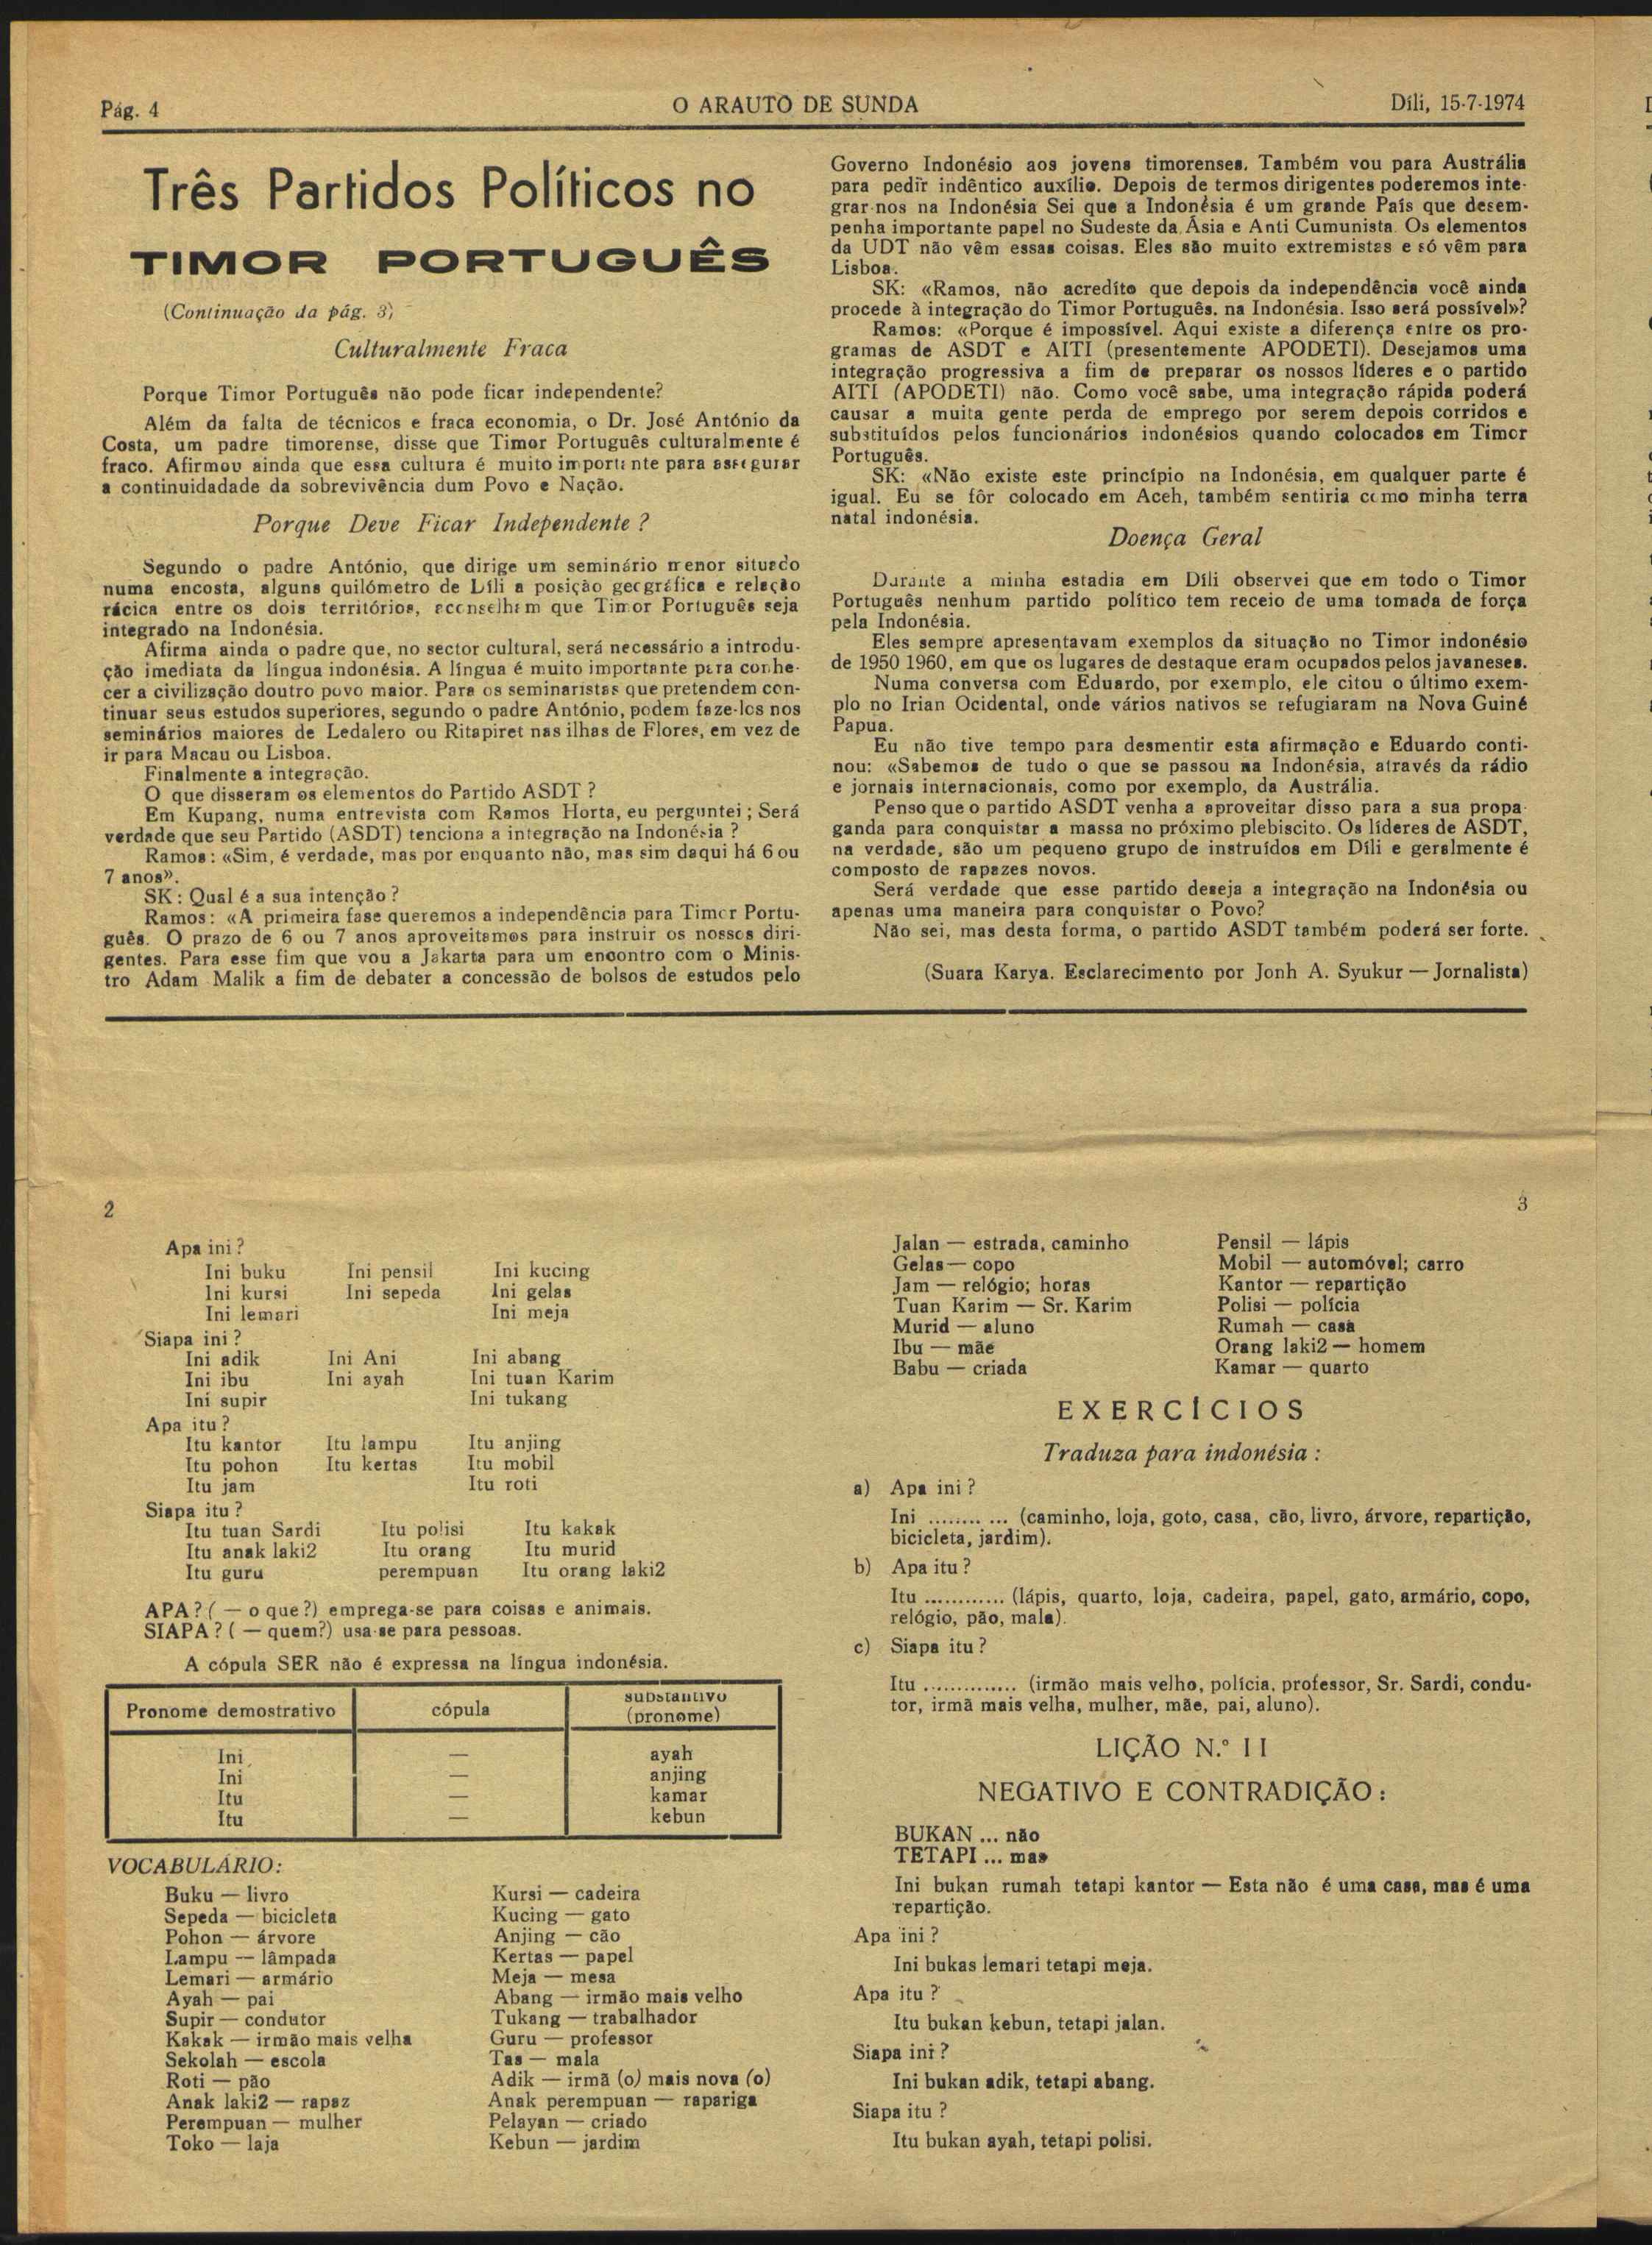 Pág. 4
O ARAUTO DE SUNDA
Díli, 15-7-1974
Três Partidos Políticos no
TIMOR PORTUGUÊS
(Continuação da pág. 3)
Culturalmente Fraca
Porque Timor Português não pode ficar independente?
Além da falta de técnicos e fraca economia, o Dr. José António da
Costa, um padre timorense, disse que Timor Português culturalmente é
fraco. Afirmou ainda que essa cultura é muito importante para assegurar
a continuidadade da sobrevivência dum Povo e Nação.
Porque Deve Ficar Independente ?
Segundo o padre António, que dirige um seminário menor situado
numa encosta, alguns quilómetro de Díli a posição geográfica e relação
rácica entre os dois territórios, aconselham que Timor Português seja
integrado na Indonésia.
Afirma ainda o padre que, no sector cultural, será necessário a introdu-
ção imediata da língua indonésia. A língua é muito importante para conhe-
cer a civilização doutro povo maior. Para os seminaristas que pretendem con-
tinuar seus estudos superiores, segundo o padre António, podem faze-los nos
seminários maiores de Ledalero ou Ritapiret nas ilhas de Flores, em vez de
ir para Macau ou Lisboa.
Finalmente a integração.
O que disseram os elementos do Partido ASDT ?
Em Kupang, numa entrevista com Ramos Horta, eu perguntei ; Será
verdade que seu Partido (ASDT) tenciona a integração na Indonésia ?
Ramos : «Sim, é verdade, mas por enquanto não, mas sim daqui há 6 ou
7 anos».
SK : Qual é a sua intenção ?
Ramos : «A primeira fase queremos a independência para Timor Portu-
guês. O prazo de 6 ou 7 anos aproveitamos para instruir os nossos diri-
gentes. Para esse fim que vou a Jakarta para um encontro com o Minis-
tro Adam Malik a fim de debater a concessão de bolsos de estudos pelo
Governo Indonésio aos jovens timorenses. Também vou para Austrália
para pedir indêntico auxílio. Depois de termos dirigentes poderemos inte-
grar-nos na Indonésia Sei que a Indonésia é um grande País que desem-
penha importante papel no Sudeste da Ásia e Anti Cumunista. Os elementos
da UDT não vêm essas coisas. Eles são muito extremistas e só vêm para
Lisboa.
SK: «Ramos, não acredito que depois da independência você ainda
procede à integração do Timor Português, na Indonésia. Isso será possível»?
Ramos: «Porque é impossível. Aqui existe a diferença entre os pro-
gramas de ASDT e AITI (presentemente APODETI). Desejamos uma
integração progressiva a fim de preparar os nossos líderes e o partido
AITI (APODETI) não. Como você sabe, uma integração rápida poderá
causar a muita gente perda de emprego por serem depois corridos e
substituídos pelos funcionários indonésios quando colocados em Timor
Português.
SK: «Não existe este princípio na Indonésia, em qualquer parte é
igual. Eu se fôr colocado em Aceh, também sentiria como minha terra
natal indonésia.
Doença Geral
Durante a minha estadia em Díli observei que em todo o Timor
Português nenhum partido político tem receio de uma tomada de força
pela Indonésia.
Eles sempre apresentavam exemplos da situação no Timor indonésio
de 1950 1960, em que os lugares de destaque eram ocupados pelos javaneses.
Numa conversa com Eduardo, por exemplo, ele citou o último exem-
plo no Irian Ocidental, onde vários nativos se refugiaram na Nova Guiné
Papua.
Eu não tive tempo para desmentir esta afirmação e Eduardo conti-
nou: «Sabemos de tudo o que se passou na Indonésia, através da rádio
e jornais internacionais, como por exemplo, da Austrália.
Penso que o partido ASDT venha a aproveitar disso para a sua propa-
ganda para conquistar a massa no próximo plebiscito. Os líderes de ASDT,
na verdade, são um pequeno grupo de instruídos em Díli e geralmente é
composto de rapazes novos.
Será verdade que esse partido deseja a integração na Indonésia ou
apenas uma maneira para conquistar o Povo?
Não sei, mas desta forma, o partido ASDT também poderá ser forte.
(Suara Karya. Esclarecimento por Jonh A. Syukur — Jornalista)
2
Apa ini ?
Ini buku Ini pensil Ini kucing
Ini kursi Ini sepeda Ini gelas
Ini lemari Ini meja
Siapa ini ?
Ini adik Ini Ani Ini abang
Ini ibu Ini ayah Ini tuan Karim
Ini supir Ini tukang
Apa itu ?
Itu kantor Itu lampu Itu anjing
Itu pohon Itu kertas Itu mobil
Itu jam Itu roti
Siapa itu ?
Itu tuan Sardi Itu polisi Itu kakak
Itu anak laki2 Itu orang Itu murid
Itu guru perempuan Itu orang laki2
APA ? ( — o que ?) emprega-se para coisas e animais.
SIAPA ? ( — quem?) usa-se para pessoas.
A cópula SER não é expressa na língua indonésia.
Pronome demostrativo cópula substantivo
(pronome)
Ini — ayah
Ini — anjing
Itu — kamar
Itu — kebun
VOCABULÁRIO:
Buku — livro
Sepeda — bicicleta
Pohon — árvore
Lampu — lâmpada
Lemari — armário
Ayah — pai
Supir — condutor
Kakak — irmão mais velha
Sekolah — escola
Roti — pão
Anak laki2 — rapaz
Perempuan — mulher
Toko — laja
Kursi — cadeira
Kucing — gato
Anjing — cão
Kertas — papel
Meja — mesa
Abang — irmão mais velho
Tukang — trabalhador
Guru — professor
Tas — mala
Adik — irmã (o) mais nova (o)
Anak perempuan — rapariga
Pelayan — criado
Kebun — jardim
3
Jalan — estrada, caminho
Gelas — copo
Jam — relógio; horas
Tuan Karim — Sr. Karim
Murid — aluno
Ibu — mãe
Babu — criada
Pensil — lápis
Mobil — automóvel; carro
Kantor — repartição
Polisi — polícia
Rumah — casa
Orang laki2 — homem
Kamar — quarto
EXERCÍCIOS
Traduza para indonésia :
a) Apa ini ?
Ini ........ ... (caminho, loja, goto, casa, cão, livro, árvore, repartição,
bicicleta, jardim).
b) Apa itu ?
Itu ............ (lápis, quarto, loja, cadeira, papel, gato, armário, copo,
relógio, pão, mala).
c) Siapa itu ?
Itu .............. (irmão mais velho, polícia, professor, Sr. Sardi, condu-
tor, irmã mais velha, mulher, mãe, pai, aluno).
LIÇÃO N.º II
NEGATIVO E CONTRADIÇÃO :
BUKAN ... não
TETAPI ... mas
Ini bukan rumah tetapi kantor — Esta não é uma casa, mas é uma
repartição.
Apa ini ?
Ini bukas lemari tetapi meja.
Apa itu ?
Itu bukan kebun, tetapi jalan.
Siapa ini ?
Ini bukan adik, tetapi abang.
Siapa itu ?
Itu bukan ayah, tetapi polisi.